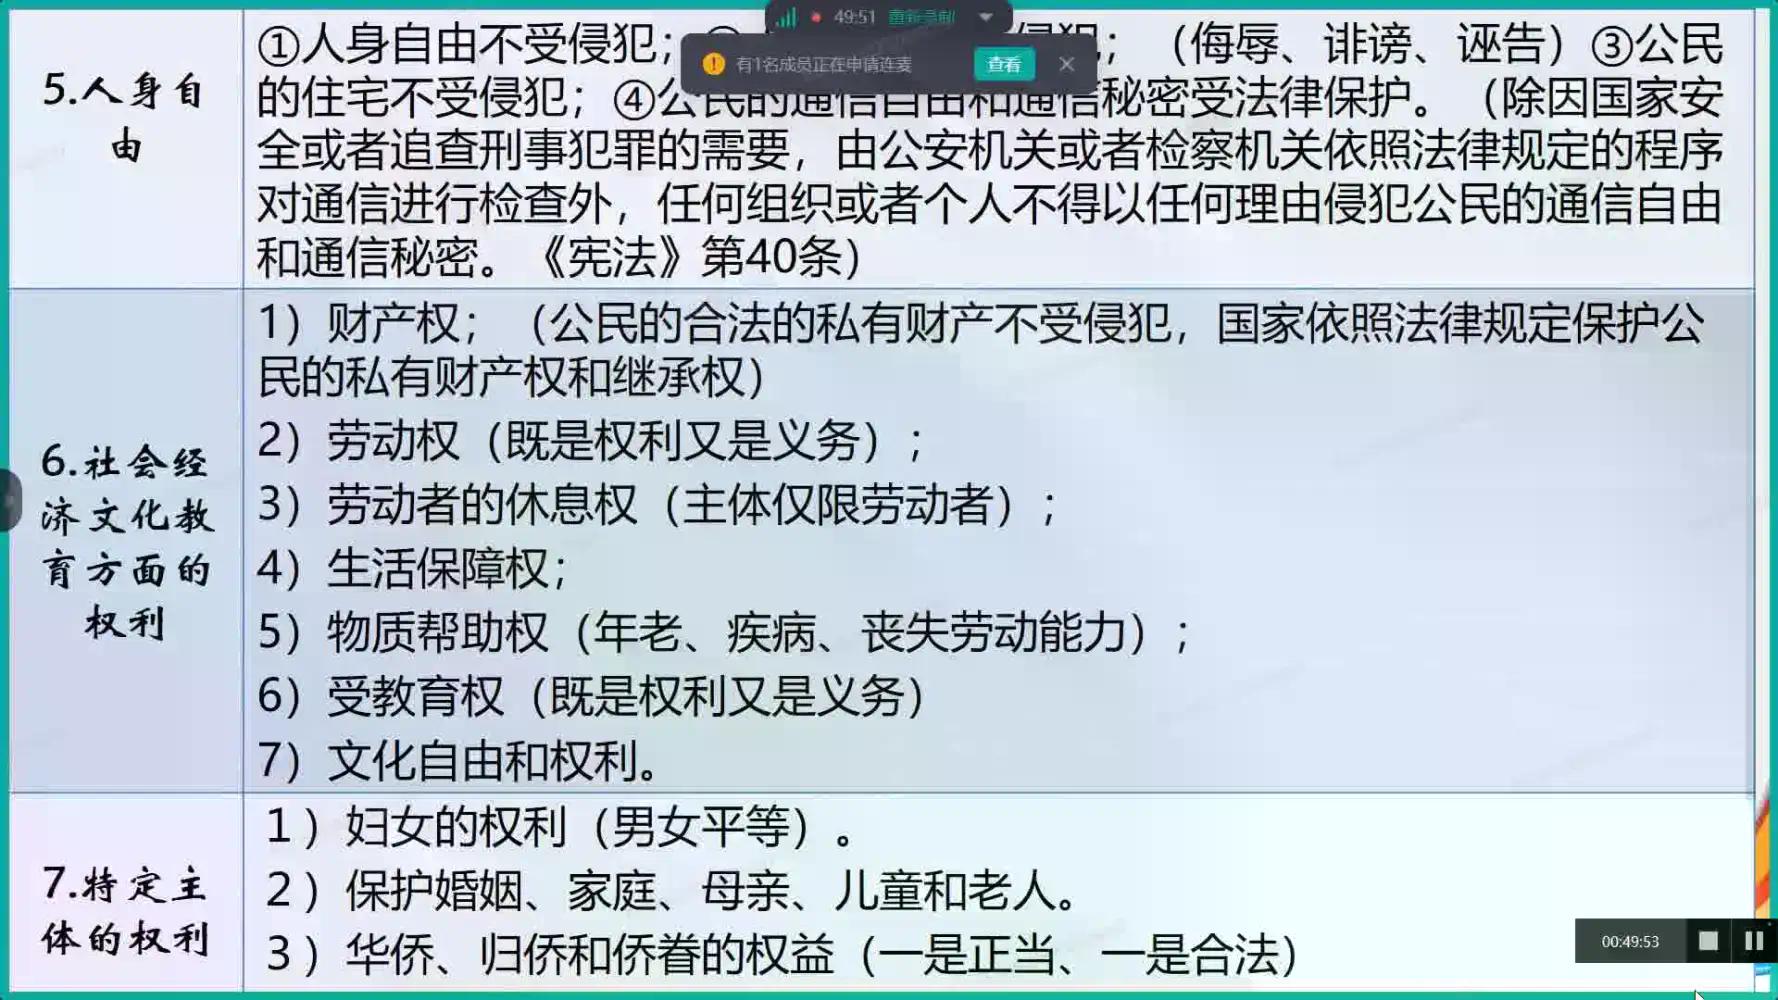 49:51 重新录制
有1名成员正在申请连麦 查看
5.人身自
由
①人身自由不受侵犯；侵犯；（侮辱、诽谤、诬告）③公民
的住宅不受侵犯；④公民的通信自由和通信秘密受法律保护。（除因国家安
全或者追查刑事犯罪的需要，由公安机关或者检察机关依照法律规定的程序
对通信进行检查外，任何组织或者个人不得以任何理由侵犯公民的通信自由
和通信秘密。《宪法》第40条）
6.社会经
济文化教
育方面的
权利
1）财产权；（公民的合法的私有财产不受侵犯，国家依照法律规定保护公
民的私有财产权和继承权）
2）劳动权（既是权利又是义务）；
3）劳动者的休息权（主体仅限劳动者）；
4）生活保障权；
5）物质帮助权（年老、疾病、丧失劳动能力）；
6）受教育权（既是权利又是义务）
7）文化自由和权利。
7.特定主
体的权利
1）妇女的权利（男女平等）。
2）保护婚姻、家庭、母亲、儿童和老人。
3）华侨、归侨和侨眷的权益（一是正当、一是合法）
00:49:53